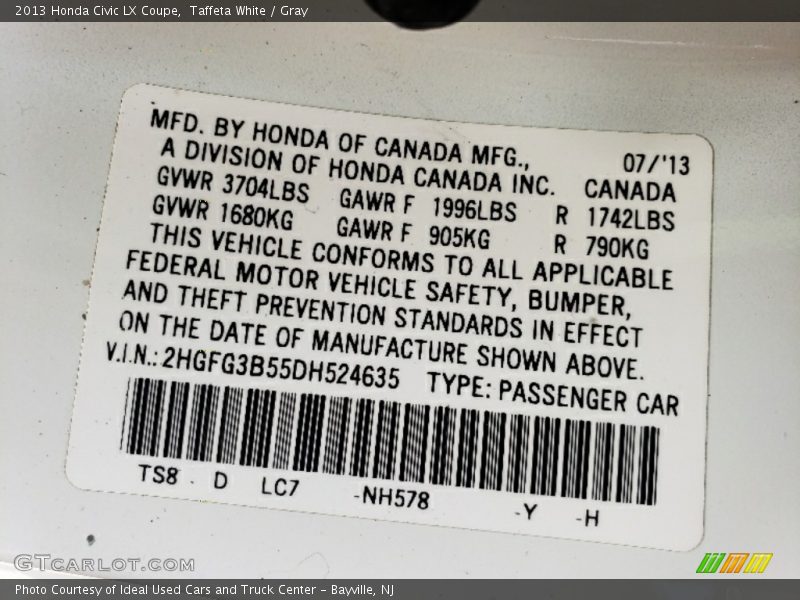 2013 Honda Civic LX Coupe,  Taffeta White / Gray
MFD. BY HONDA OF CANADA MFG., 07/'13
A DIVISION OF HONDA CANADA INC. CANADA
GVWR 3704LBS GAWR F 1996LBS R 1742LBS
GVWR 1680KG GAWR F 905KG R 790KG
THIS VEHICLE CONFORMS TO ALL APPLICABLE
FEDERAL MOTOR VEHICLE SAFETY, BUMPER,
AND THEFT PREVENTION STANDARDS IN EFFECT
ON THE DATE OF MANUFACTURE SHOWN ABOVE.
V.I.N.: 2HGFG3B55DH524635 TYPE: PASSENGER CAR
TS8 D LC7 -NH578 -Y -H
GTCARLOT.COM
Photo Courtesy of Ideal Used Cars and Truck Center – Bayville, NJ